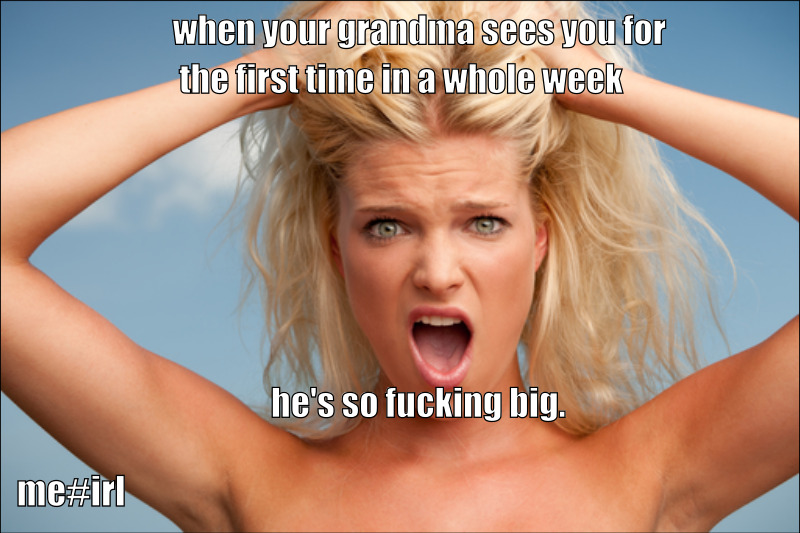 when your grandma sees you for
the first time in a whole week
he's so fucking big.
me#irl